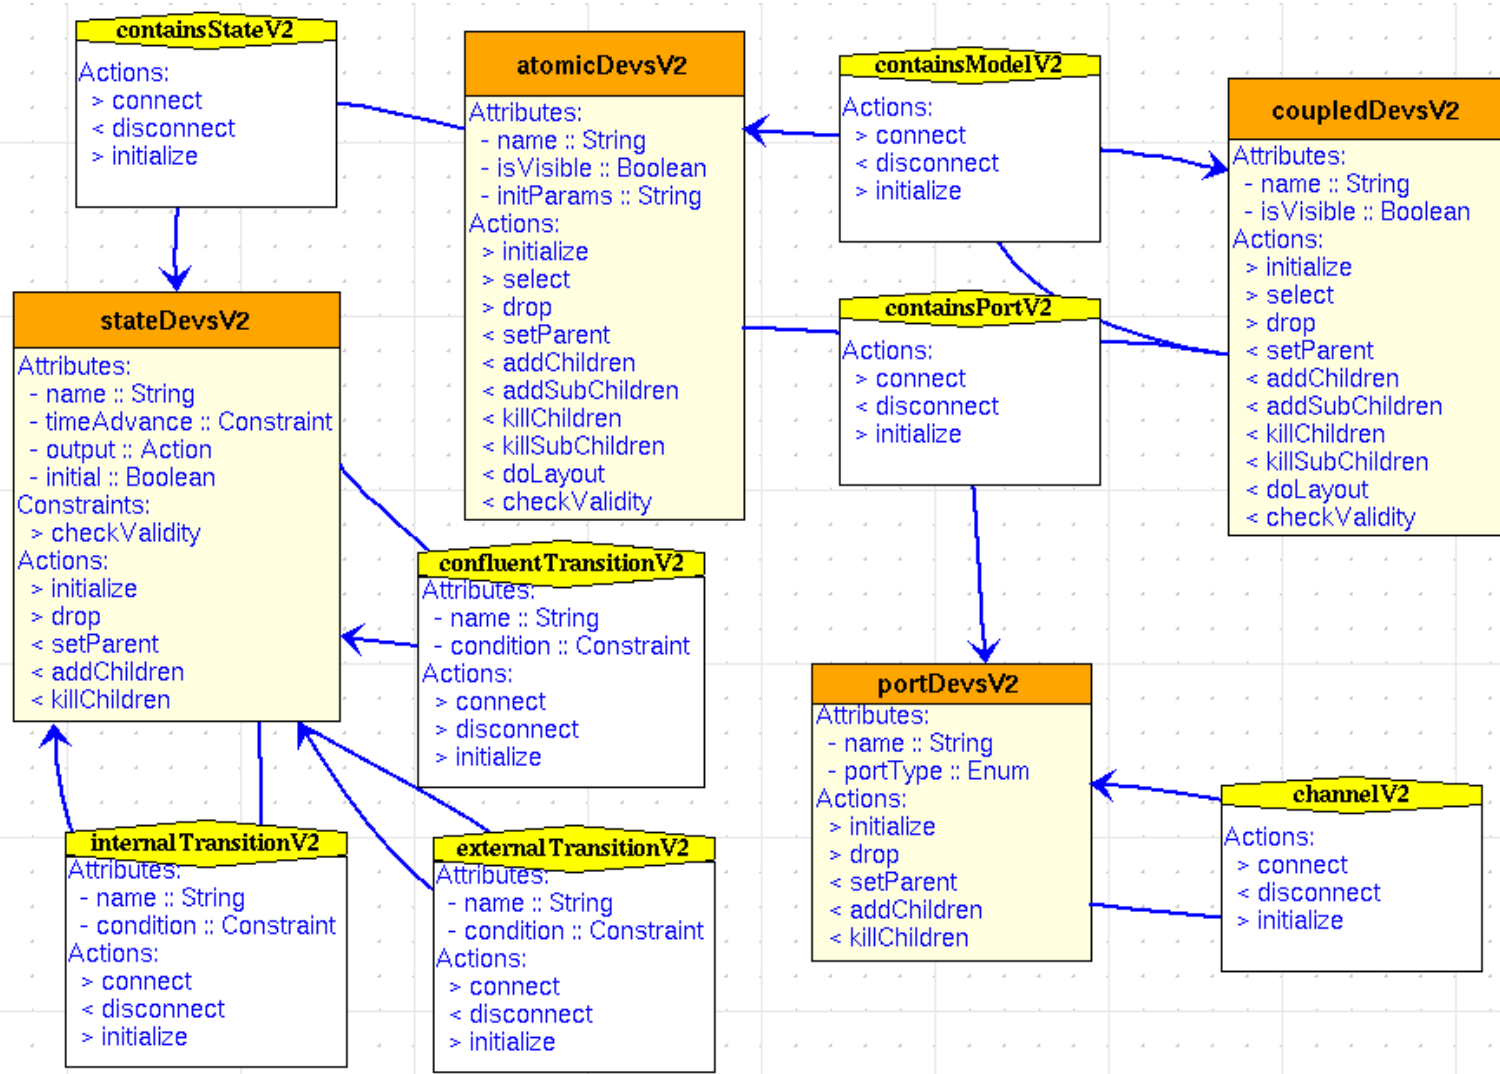 containsStateV2
Actions:
> connect
< disconnect
> initialize
atomicDevsV2
Attributes:
- name :: String
- isVisible :: Boolean
- initParams :: String
Actions:
> initialize
> select
> drop
< setParent
< addChildren
< addSubChildren
< killChildren
< killSubChildren
< doLayout
< checkValidity
containsModelV2
Actions:
> connect
< disconnect
> initialize
coupledDevsV2
Attributes:
- name :: String
- isVisible :: Boolean
Actions:
> initialize
> select
> drop
< setParent
< addChildren
< addSubChildren
< killChildren
< killSubChildren
< doLayout
< checkValidity
containsPortV2
Actions:
> connect
< disconnect
> initialize
stateDevsV2
Attributes:
- name :: String
- timeAdvance :: Constraint
- output :: Action
- initial :: Boolean
Constraints:
> checkValidity
Actions:
> initialize
> drop
< setParent
< addChildren
< killChildren
confluentTransitionV2
Attributes:
- name :: String
- condition :: Constraint
Actions:
> connect
> disconnect
> initialize
portDevsV2
Attributes:
- name :: String
- portType :: Enum
Actions:
> initialize
> drop
< setParent
< addChildren
< killChildren
channelV2
Actions:
> connect
< disconnect
> initialize
internalTransitionV2
Attributes:
- name :: String
- condition :: Constraint
Actions:
> connect
< disconnect
> initialize
externalTransitionV2
Attributes:
- name :: String
- condition :: Constraint
Actions:
> connect
< disconnect
> initialize